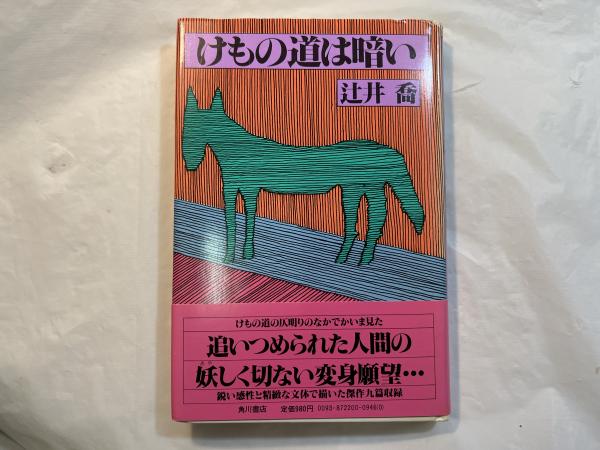 けもの道は暗い
辻井 喬
けもの道の仄明りのなかでかいま見た
追いつめられた人間の
妖しく切ない変身願望…
鋭い感性と精緻な文体で描いた傑作九篇収録
角川書店 定価980円 0093-872200-0946(0)